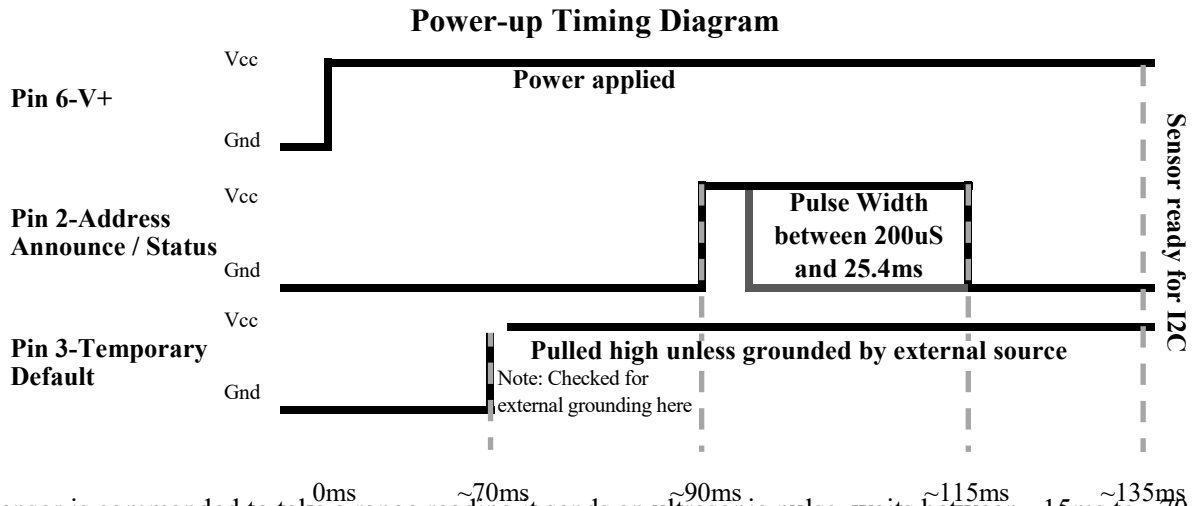 Power-up Timing Diagram
Vcc
Power applied
Pin 6-V+
Gnd
Vcc
Pin 2-Address
Announce / Status
Pulse Width
between 200uS
and 25.4ms
Gnd
Vcc
Pin 3-Temporary
Default
Pulled high unless grounded by external source
Note: Checked for
external grounding here
Gnd
Sensor ready for I2C
0ms ~70ms ~90ms ~115ms ~135ms